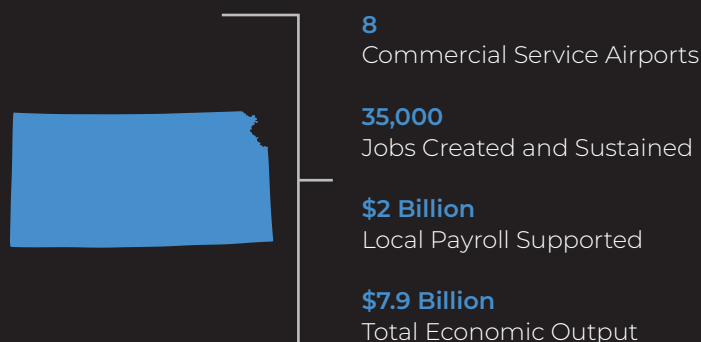 8
Commercial Service Airports
35,000
Jobs Created and Sustained
$2 Billion
Local Payroll Supported
$7.9 Billion
Total Economic Output